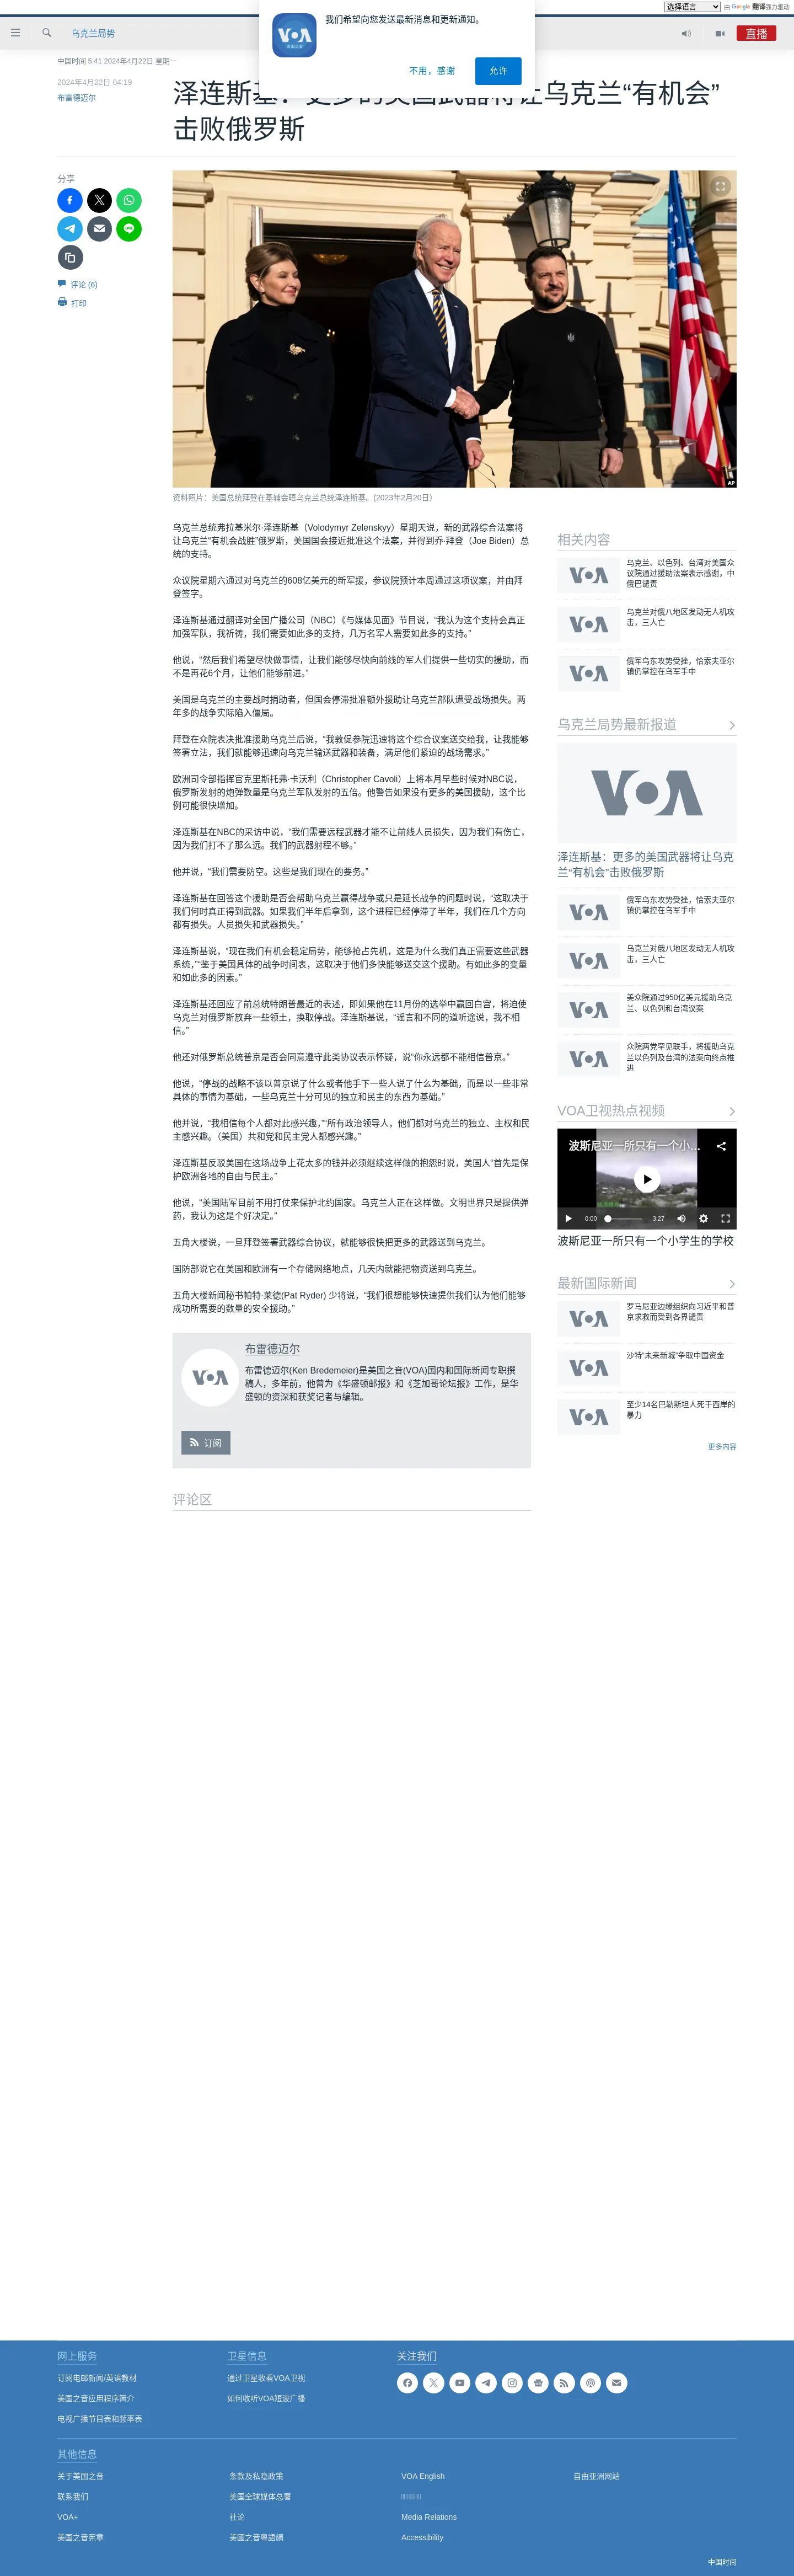 选择语言
由 Google 翻译强力驱动
我们希望向您发送最新消息和更新通知。
VOA
不用，感谢
允许
乌克兰局势
直播
中国时间 5:41 2024年4月22日 星期一
2024年4月22日 04:19
布雷德迈尔
泽连斯基：更多的美国武器将让乌克兰“有机会”
击败俄罗斯
分享
评论 (6)
打印
AP
资料照片：美国总统拜登在基辅会晤乌克兰总统泽连斯基。(2023年2月20日）
乌克兰总统弗拉基米尔·泽连斯基（Volodymyr Zelenskyy）星期天说，新的武器综合法案将
让乌克兰“有机会战胜”俄罗斯，美国国会接近批准这个法案，并得到乔·拜登（Joe Biden）总
统的支持。
众议院星期六通过对乌克兰的608亿美元的新军援，参议院预计本周通过这项议案，并由拜
登签字。
泽连斯基通过翻译对全国广播公司（NBC）《与媒体见面》节目说，“我认为这个支持会真正
加强军队，我祈祷，我们需要如此多的支持，几万名军人需要如此多的支持。”
他说，“然后我们希望尽快做事情，让我们能够尽快向前线的军人们提供一些切实的援助，而
不是再花6个月，让他们能够前进。”
美国是乌克兰的主要战时捐助者，但国会停滞批准额外援助让乌克兰部队遭受战场损失。两
年多的战争实际陷入僵局。
拜登在众院表决批准援助乌克兰后说，“我敦促参院迅速将这个综合议案送交给我，让我能够
签署立法，我们就能够迅速向乌克兰输送武器和装备，满足他们紧迫的战场需求。”
欧洲司令部指挥官克里斯托弗·卡沃利（Christopher Cavoli）上将本月早些时候对NBC说，
俄罗斯发射的炮弹数量是乌克兰军队发射的五倍。他警告如果没有更多的美国援助，这个比
例可能很快增加。
泽连斯基在NBC的采访中说，“我们需要远程武器才能不让前线人员损失，因为我们有伤亡，
因为我们打不了那么远。我们的武器射程不够。”
他并说，“我们需要防空。这些是我们现在的要务。”
泽连斯基在回答这个援助是否会帮助乌克兰赢得战争或只是延长战争的问题时说，“这取决于
我们何时真正得到武器。如果我们半年后拿到，这个进程已经停滞了半年，我们在几个方向
都有损失。人员损失和武器损失。”
泽连斯基说，“现在我们有机会稳定局势，能够抢占先机，这是为什么我们真正需要这些武器
系统，”“鉴于美国具体的战争时间表，这取决于他们多快能够送交这个援助。有如此多的变量
和如此多的因素。”
泽连斯基还回应了前总统特朗普最近的表述，即如果他在11月份的选举中赢回白宫，将迫使
乌克兰对俄罗斯放弃一些领土，换取停战。泽连斯基说，“谣言和不同的道听途说，我不相
信。”
他还对俄罗斯总统普京是否会同意遵守此类协议表示怀疑，说“你永远都不能相信普京。”
他说，“停战的战略不该以普京说了什么或者他手下一些人说了什么为基础，而是以一些非常
具体的事情为基础，一些乌克兰十分可见的独立和民主的东西为基础。”
他并说，“我相信每个人都对此感兴趣，”“所有政治领导人，他们都对乌克兰的独立、主权和民
主感兴趣。（美国）共和党和民主党人都感兴趣。”
泽连斯基反驳美国在这场战争上花太多的钱并必须继续这样做的抱怨时说，美国人“首先是保
护欧洲各地的自由与民主。”
他说，“美国陆军目前不用打仗来保护北约国家。乌克兰人正在这样做。文明世界只是提供弹
药，我认为这是个好决定。”
五角大楼说，一旦拜登签署武器综合协议，就能够很快把更多的武器送到乌克兰。
国防部说它在美国和欧洲有一个存储网络地点，几天内就能把物资送到乌克兰。
五角大楼新闻秘书帕特·莱德(Pat Ryder) 少将说，“我们很想能够快速提供我们认为他们能够
成功所需要的数量的安全援助。”
VOA
布雷德迈尔
布雷德迈尔(Ken Bredemeier)是美国之音(VOA)国内和国际新闻专职撰
稿人，多年前，他曾为《华盛顿邮报》和《芝加哥论坛报》工作，是华
盛顿的资深和获奖记者与编辑。
订阅
评论区
相关内容
VOA
乌克兰、以色列、台湾对美国众
议院通过援助法案表示感谢，中
俄巴谴责
VOA
乌克兰对俄八地区发动无人机攻
击，三人亡
VOA
俄军乌东攻势受挫，恰索夫亚尔
镇仍掌控在乌军手中
乌克兰局势最新报道
VOA
泽连斯基：更多的美国武器将让乌克
兰“有机会”击败俄罗斯
VOA
俄军乌东攻势受挫，恰索夫亚尔
镇仍掌控在乌军手中
VOA
乌克兰对俄八地区发动无人机攻
击，三人亡
VOA
美众院通过950亿美元援助乌克
兰、以色列和台湾议案
VOA
众院两党罕见联手，将援助乌克
兰以色列及台湾的法案向终点推
进
VOA卫视热点视频
波斯尼亚一所只有一个小...
0:00
3:27
波斯尼亚一所只有一个小学生的学校
最新国际新闻
VOA
罗马尼亚边缘组织向习近平和普
京求救而受到各界谴责
VOA
沙特“未来新城”争取中国资金
VOA
至少14名巴勒斯坦人死于西岸的
暴力
更多内容
网上服务
订阅电邮新闻/英语教材
美国之音应用程序简介
电视广播节目表和频率表
卫星信息
通过卫星收看VOA卫视
如何收听VOA短波广播
关注我们
其他信息
关于美国之音
联系我们
VOA+
美国之音宪章
条款及私隐政策
美国全球媒体总署
社论
美國之音粵語網
VOA English
Media Relations
Accessibility
自由亚洲网站
中国时间